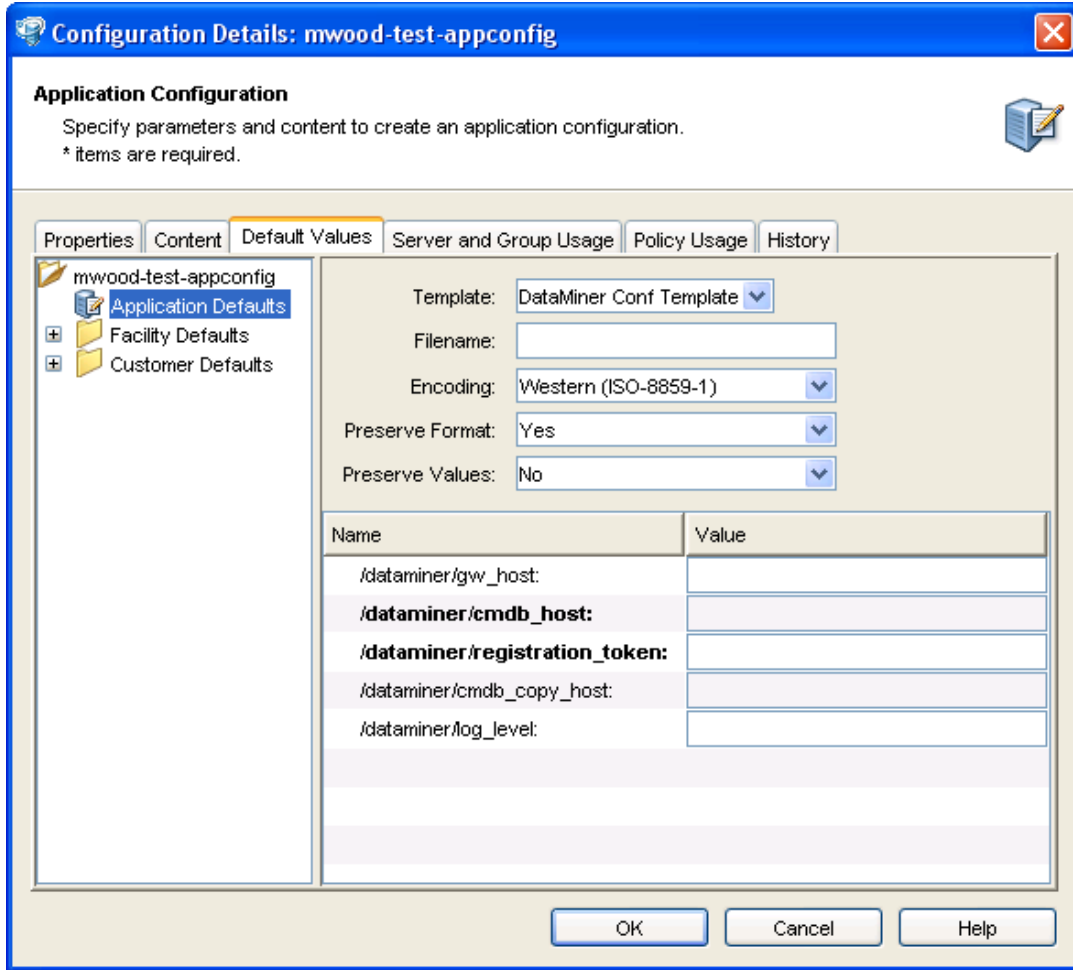 Configuration Details: mwood-test-appconfig
Application Configuration
Specify parameters and content to create an application configuration.
* items are required.
Properties Content Default Values Server and Group Usage Policy Usage History
mwood-test-appconfig
Application Defaults
Facility Defaults
Customer Defaults
Template: DataMiner Conf Template
Filename:
Encoding: Western (ISO-8859-1)
Preserve Format: Yes
Preserve Values: No
Name Value
/dataminer/gw_host:
/dataminer/cmdb_host:
/dataminer/registration_token:
/dataminer/cmdb_copy_host:
/dataminer/log_level:
OK Cancel Help